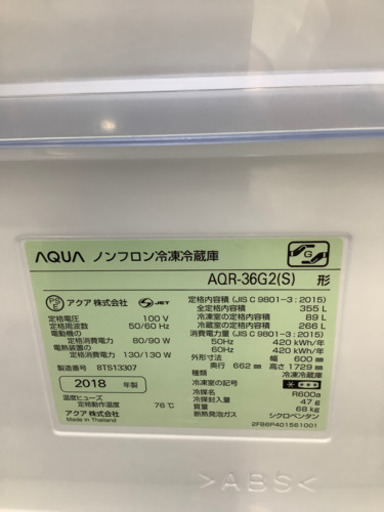 AQUA ノンフロン冷凍冷蔵庫
AQR-36G2(S) 形
アクア株式会社 JET
定格電圧 100 V
定格周波数 50/60 Hz
電動機の
定格消費電力 80/90 W
電熱装置の
定格消費電力 130/130 W
製造番号 8TS13307
2018 年製
温度ヒューズ
定格動作温度 76℃
アクア株式会社
Made in Thailand
定格内容積 (JIS C 9801-3:2015)
全定格内容積 355 L
冷凍室の定格内容積 89 L
冷蔵室の定格内容積 266 L
消費電力量 (JIS C 9801-3:2015)
50Hz 420 kWh/年
60Hz 420 kWh/年
外形寸法 幅 600 mm
奥行 662 mm 高さ 1729 mm
種類 冷凍冷蔵庫
冷凍室の記号
冷媒 R600a
冷媒封入量 47 g
質量 68 kg
断熱発泡ガス シクロペンタン
2FB6P401561001
>ABS<